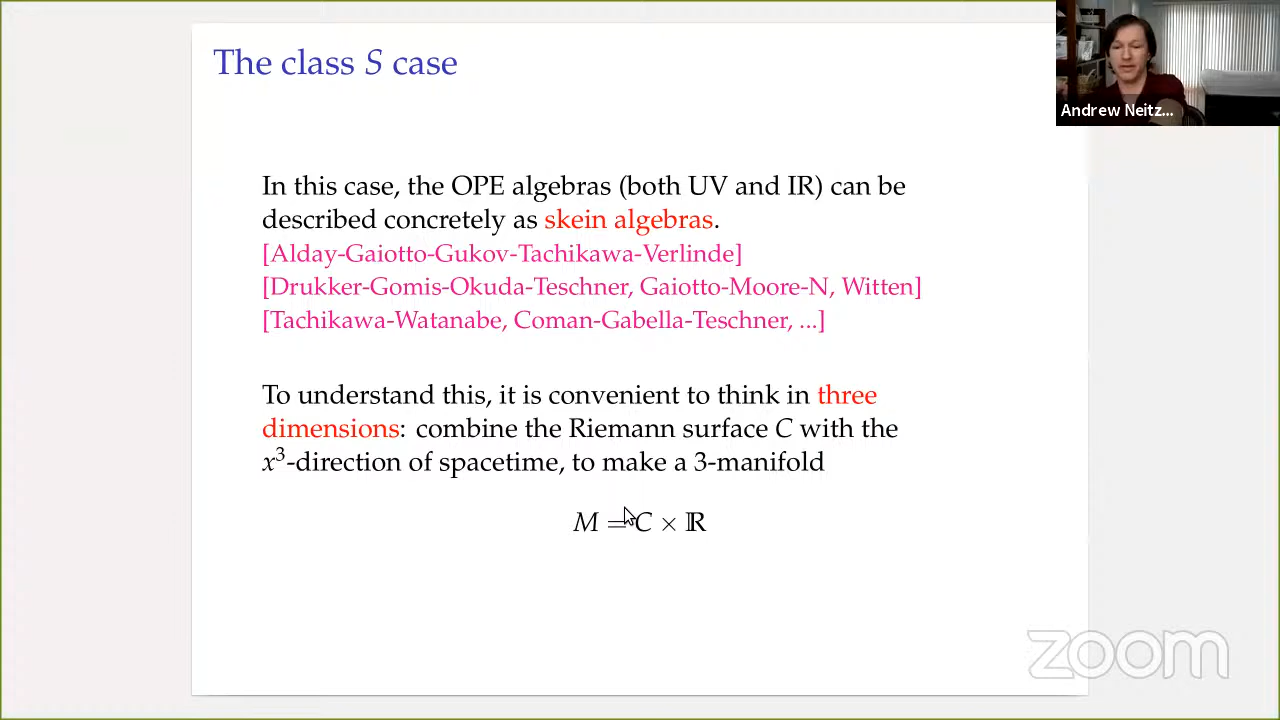 The class S case
Andrew Neitz...
In this case, the OPE algebras (both UV and IR) can be
described concretely as skein algebras.
[Alday-Gaiotto-Gukov-Tachikawa-Verlinde]
[Drukker-Gomis-Okuda-Teschner, Gaiotto-Moore-N, Witten]
[Tachikawa-Watanabe, Coman-Gabella-Teschner, ...]
To understand this, it is convenient to think in three
dimensions: combine the Riemann surface C with the
x³-direction of spacetime, to make a 3-manifold
M = C × ℝ
zoom